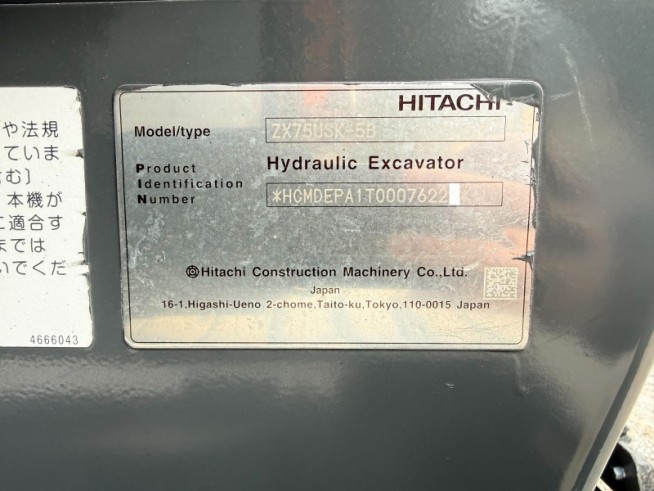 や法規
ていま
む〕
本機が
に適合す
までは
いでくだ
4666043
HITACHI
Model/type ZX75USK-5B
Product Identification Number
Hydraulic Excavator
*HCMDEPA1T0007622
@Hitachi Construction Machinery Co.,Ltd.
Japan
16-1,Higashi-Ueno 2-chome,Taito-ku,Tokyo,110-0015 Japan